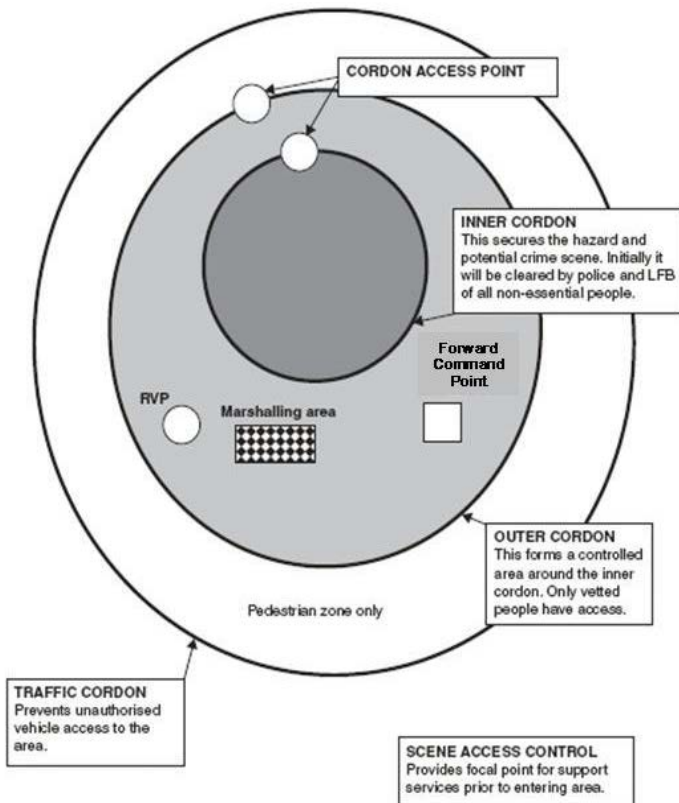 CORDON ACCESS POINT
INNER CORDON
This secures the hazard and
potential crime scene. Initially it
will be cleared by police and LFB
of all non-essential people.
Forward
Command
Point
RVP
Marshalling area
OUTER CORDON
This forms a controlled
area around the inner
cordon. Only vetted
people have access.
Pedestrian zone only
TRAFFIC CORDON
Prevents unauthorised
vehicle access to the
area.
SCENE ACCESS CONTROL
Provides focal point for support
services prior to entering area.